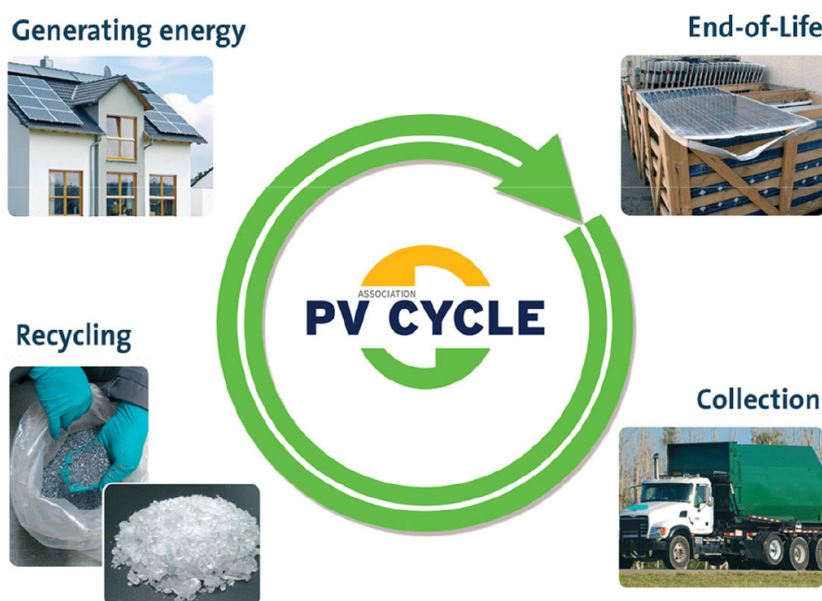 Generating energy
End-of-Life
ASSOCIATION
PV CYCLE
Recycling
Collection